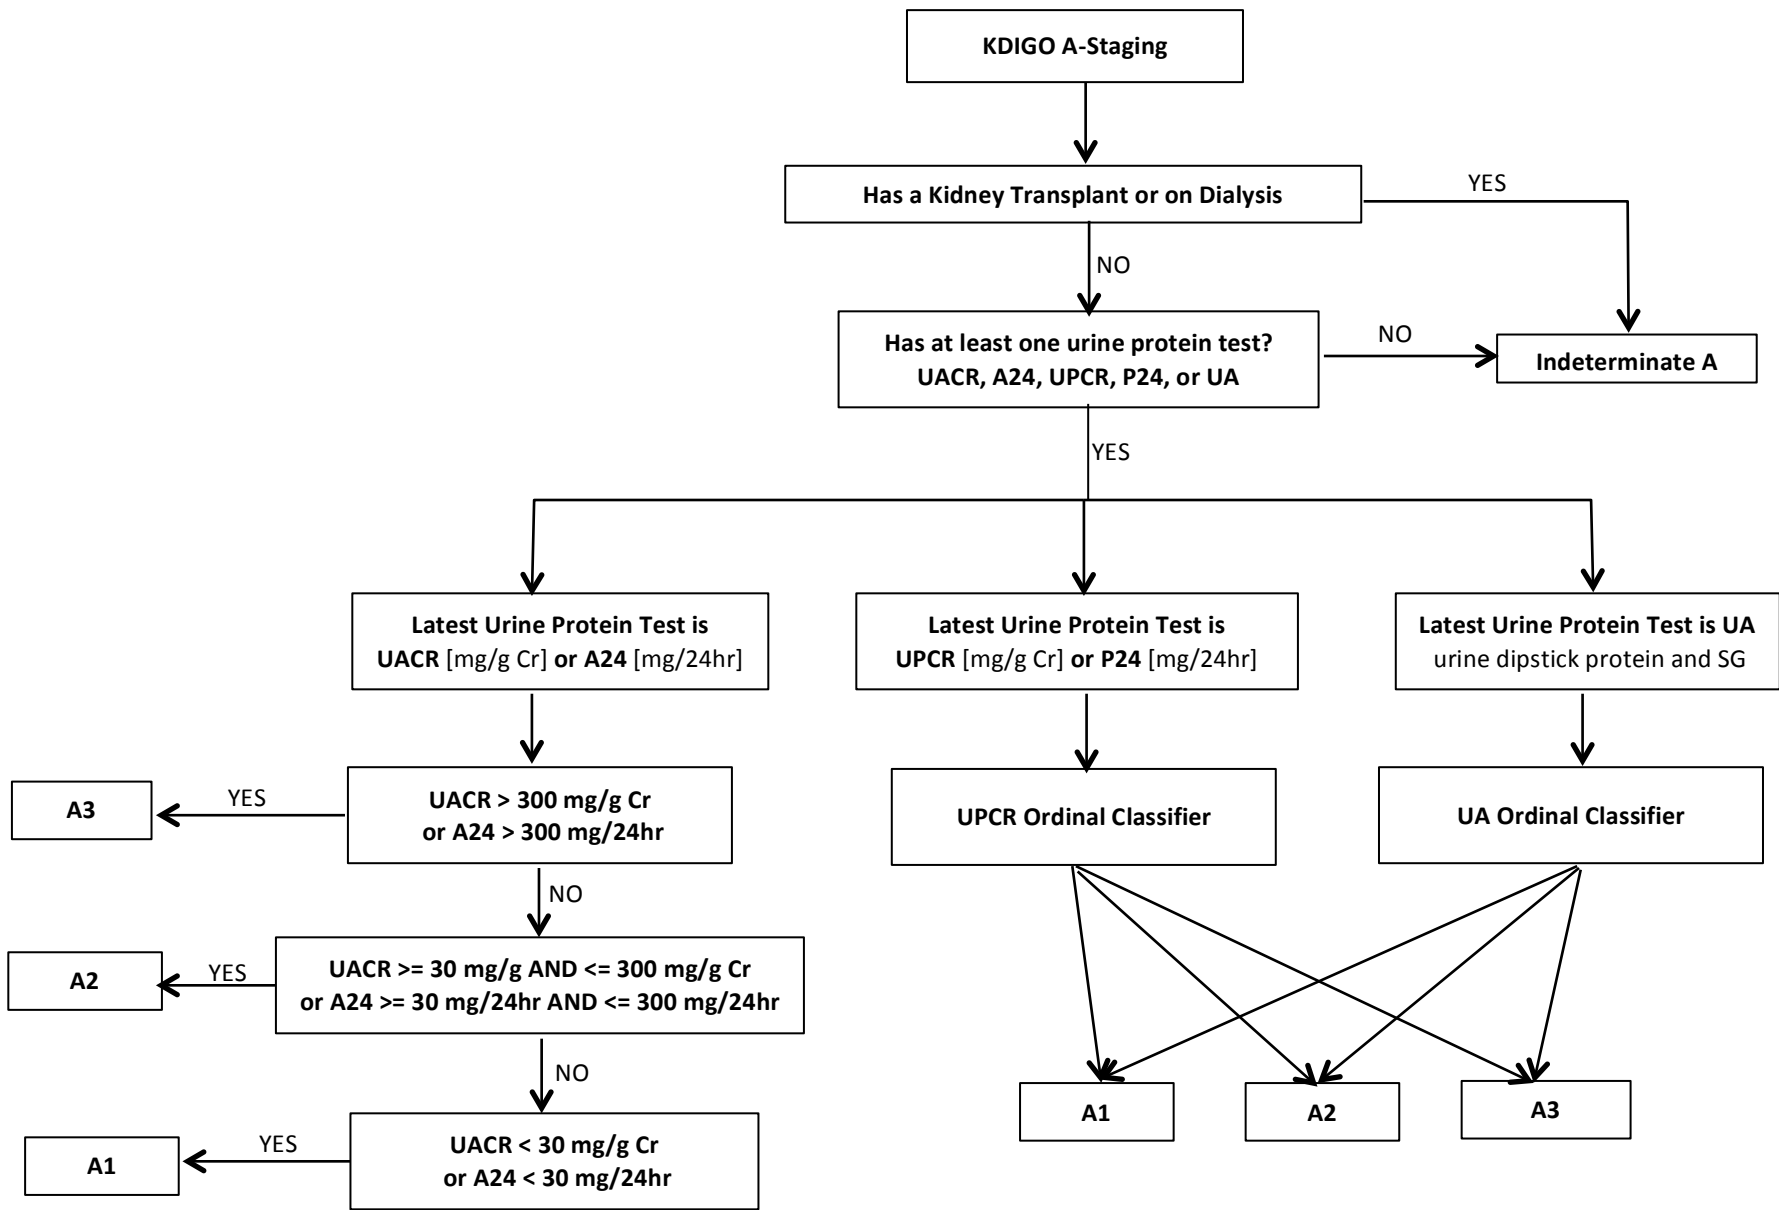 KDIGO A-Staging
Has a Kidney Transplant or on Dialysis
YES
NO
Has at least one urine protein test?
UACR, A24, UPCR, P24, or UA
NO
Indeterminate A
YES
Latest Urine Protein Test is
UACR [mg/g Cr] or A24 [mg/24hr]
Latest Urine Protein Test is
UPCR [mg/g Cr] or P24 [mg/24hr]
Latest Urine Protein Test is UA
urine dipstick protein and SG
A3
YES
UACR > 300 mg/g Cr
or A24 > 300 mg/24hr
UPCR Ordinal Classifier
UA Ordinal Classifier
NO
A2
YES
UACR >= 30 mg/g AND <= 300 mg/g Cr
or A24 >= 30 mg/24hr AND <= 300 mg/24hr
NO
A1
A2
A3
A1
YES
UACR < 30 mg/g Cr
or A24 < 30 mg/24hr